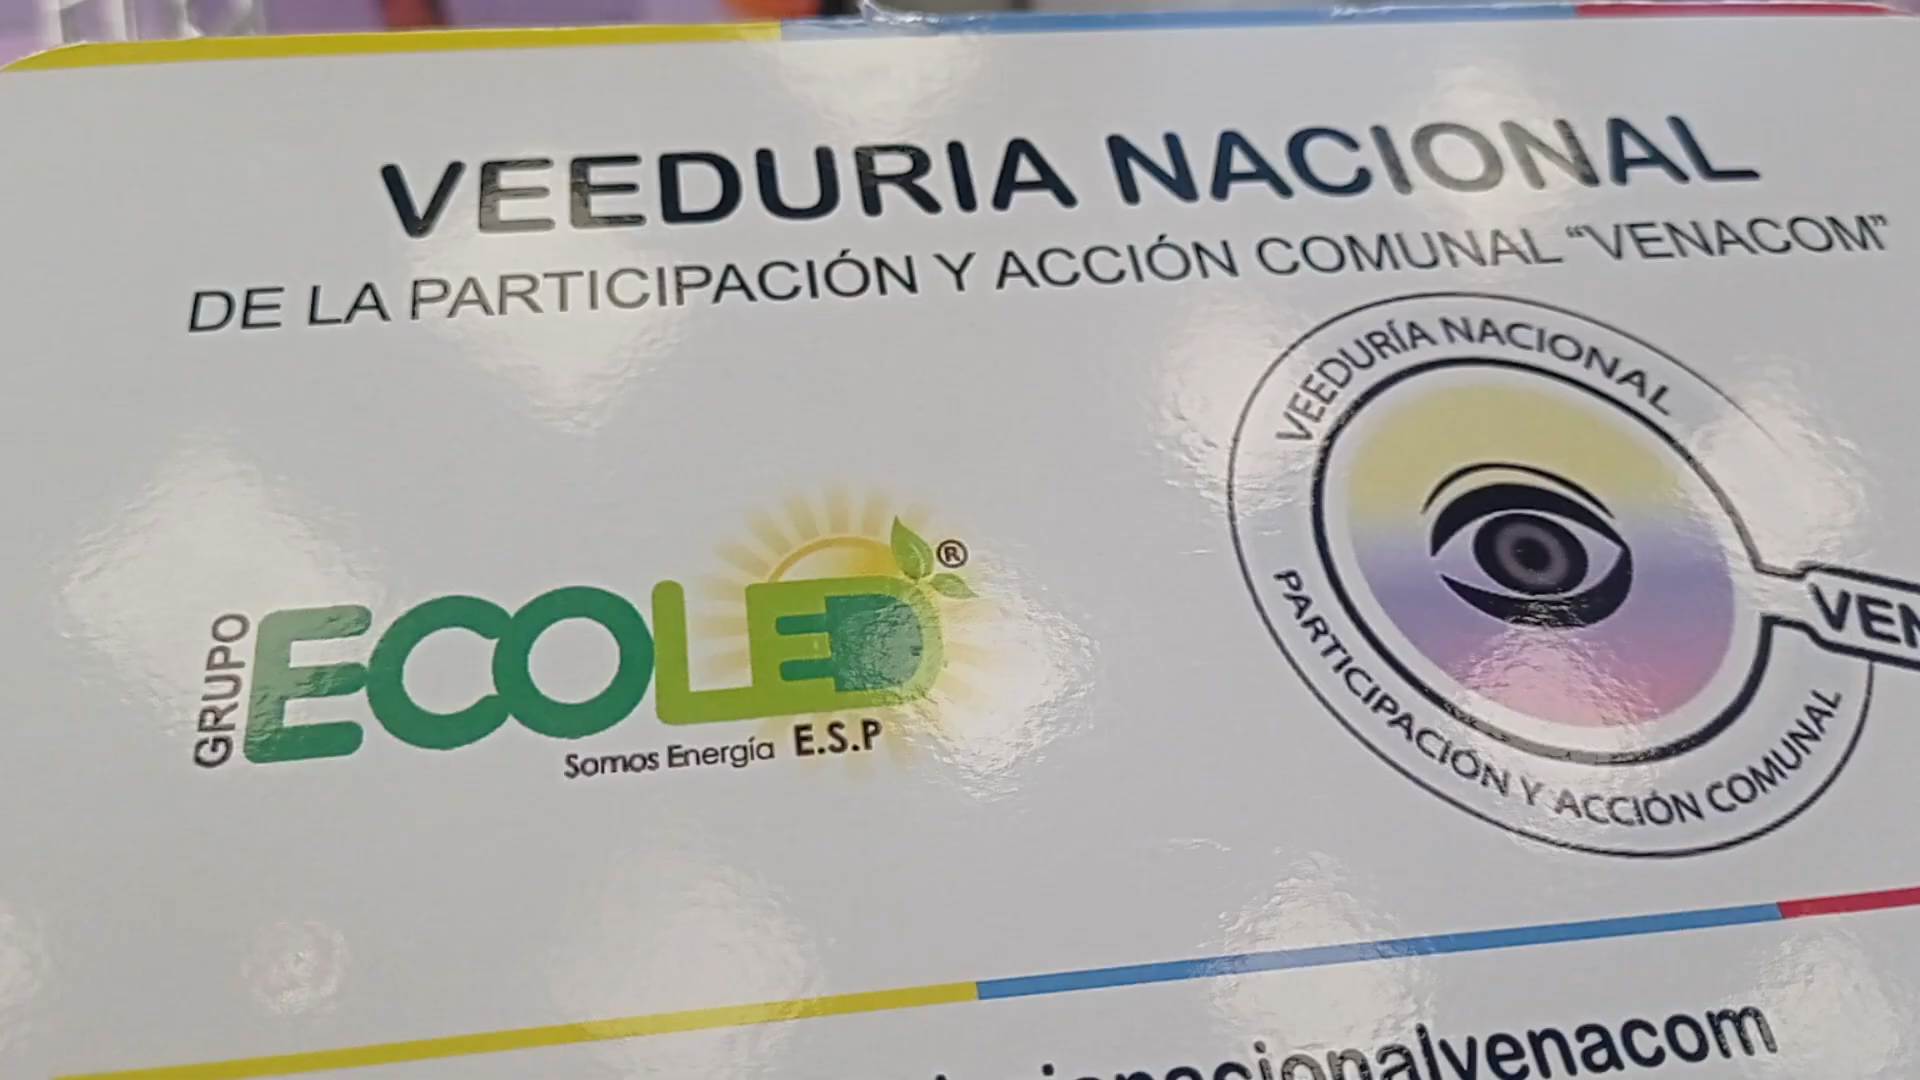 VEEDURIA NACIONAL
DE LA PARTICIPACIÓN Y ACCIÓN COMUNAL “VENACOM”
VEEDURÍA NACIONAL
PARTICIPACIÓN Y ACCIÓN COMUNAL
GRUPO
ECOLED®
Somos Energía E.S.P